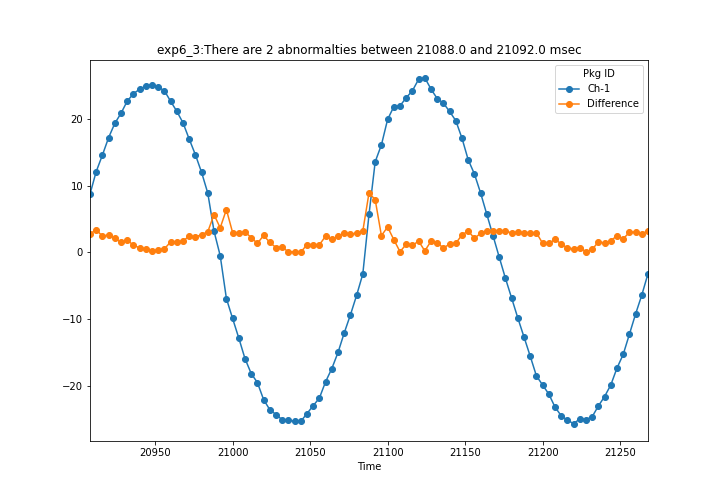 exp6_3:There are 2 abnormalties between 21088.0 and 21092.0 msec
Pkg ID
Ch-1
Difference
20
10
0
−10
−20
20950 21000 21050 21100 21150 21200 21250
Time